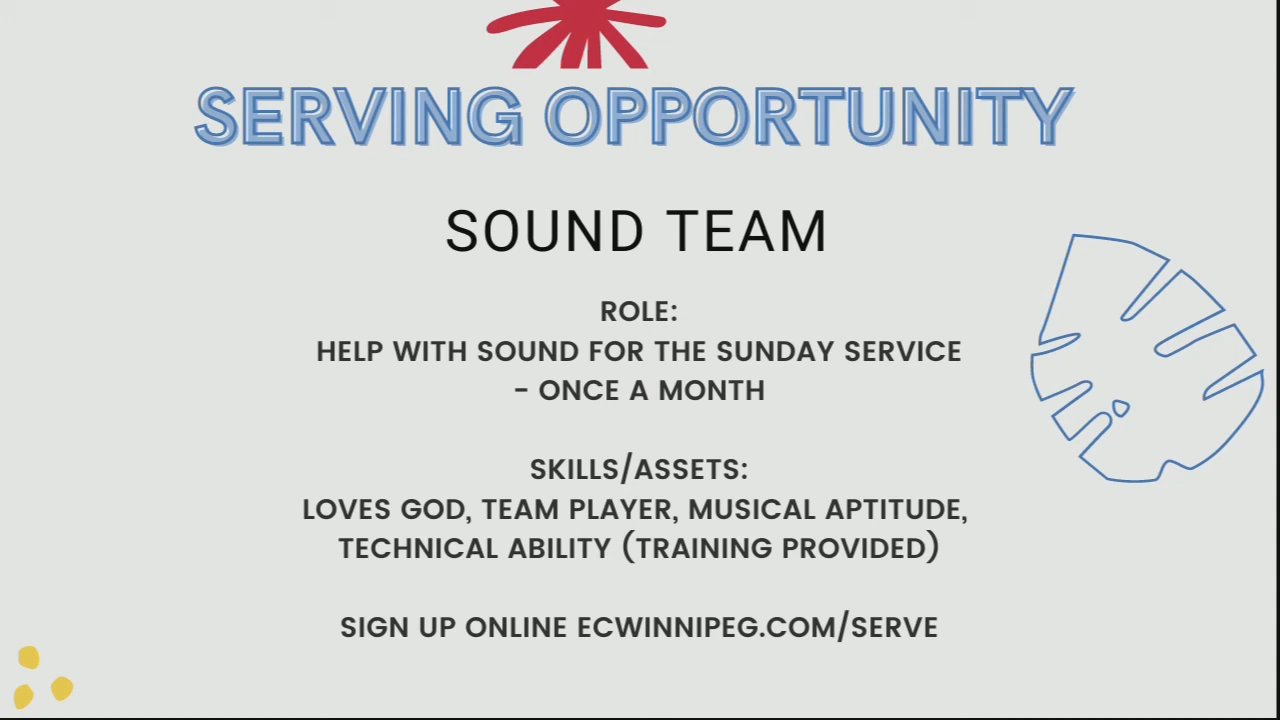 SERVING OPPORTUNITY
SOUND TEAM
ROLE:
HELP WITH SOUND FOR THE SUNDAY SERVICE
- ONCE A MONTH
SKILLS/ASSETS:
LOVES GOD, TEAM PLAYER, MUSICAL APTITUDE,
TECHNICAL ABILITY (TRAINING PROVIDED)
SIGN UP ONLINE ECWINNIPEG.COM/SERVE